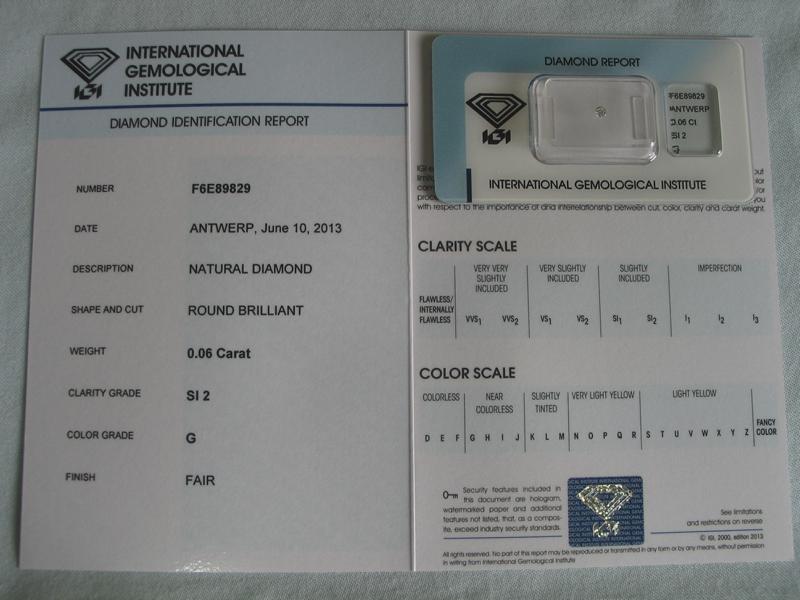 INTERNATIONAL
GEMOLOGICAL
INSTITUTE
IGI
DIAMOND IDENTIFICATION REPORT
NUMBER F6E89829
DATE ANTWERP, June 10, 2013
DESCRIPTION NATURAL DIAMOND
SHAPE AND CUT ROUND BRILLIANT
WEIGHT 0.06 Carat
CLARITY GRADE SI 2
COLOR GRADE G
FINISH FAIR
DIAMOND REPORT
IGI
F6E89829
ANTWERP
0.06 Ct
SI 2
G
INTERNATIONAL GEMOLOGICAL INSTITUTE
with respect to the importance of and interrelationship between cut, color, clarity and carat weight.
CLARITY SCALE
FLAWLESS/
INTERNALLY
FLAWLESS
VERY VERY
SLIGHTLY
INCLUDED
VERY SLIGHTLY
INCLUDED
SLIGHTLY
INCLUDED
IMPERFECTION
VVS1 VVS2 VS1 VS2 SI1 SI2 I1 I2 I3
COLOR SCALE
COLORLESS
NEAR
COLORLESS
SLIGHTLY
TINTED
VERY LIGHT YELLOW
LIGHT YELLOW
FANCY
COLOR
D E F G H I J K L M N O P Q R S T U V W X Y Z
Security features included in
this document are hologram,
watermarked paper and additional
features not listed, that, as a compos-
ite, exceed industry security standards.
IGI
See limitations
and restrictions on reverse
© IGI, 2000, edition 2013
All rights reserved. No part of this report may be reproduced or transmitted in any form or by any means, without permission
in writing from International Gemological Institute